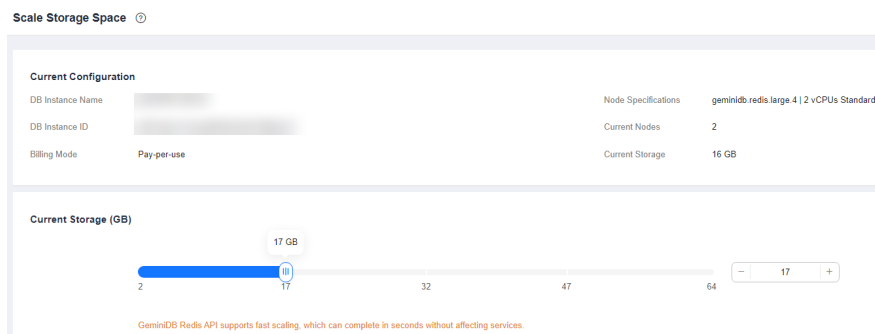 Scale Storage Space ?
Current Configuration
DB Instance Name
Node Specifications geminidb.redis.large.4 | 2 vCPUs Standard
DB Instance ID
Current Nodes 2
Billing Mode Pay-per-use
Current Storage 16 GB
Current Storage (GB)
17 GB
− 17 +
2 17 32 47 64
GeminiDB Redis API supports fast scaling, which can complete in seconds without affecting services.